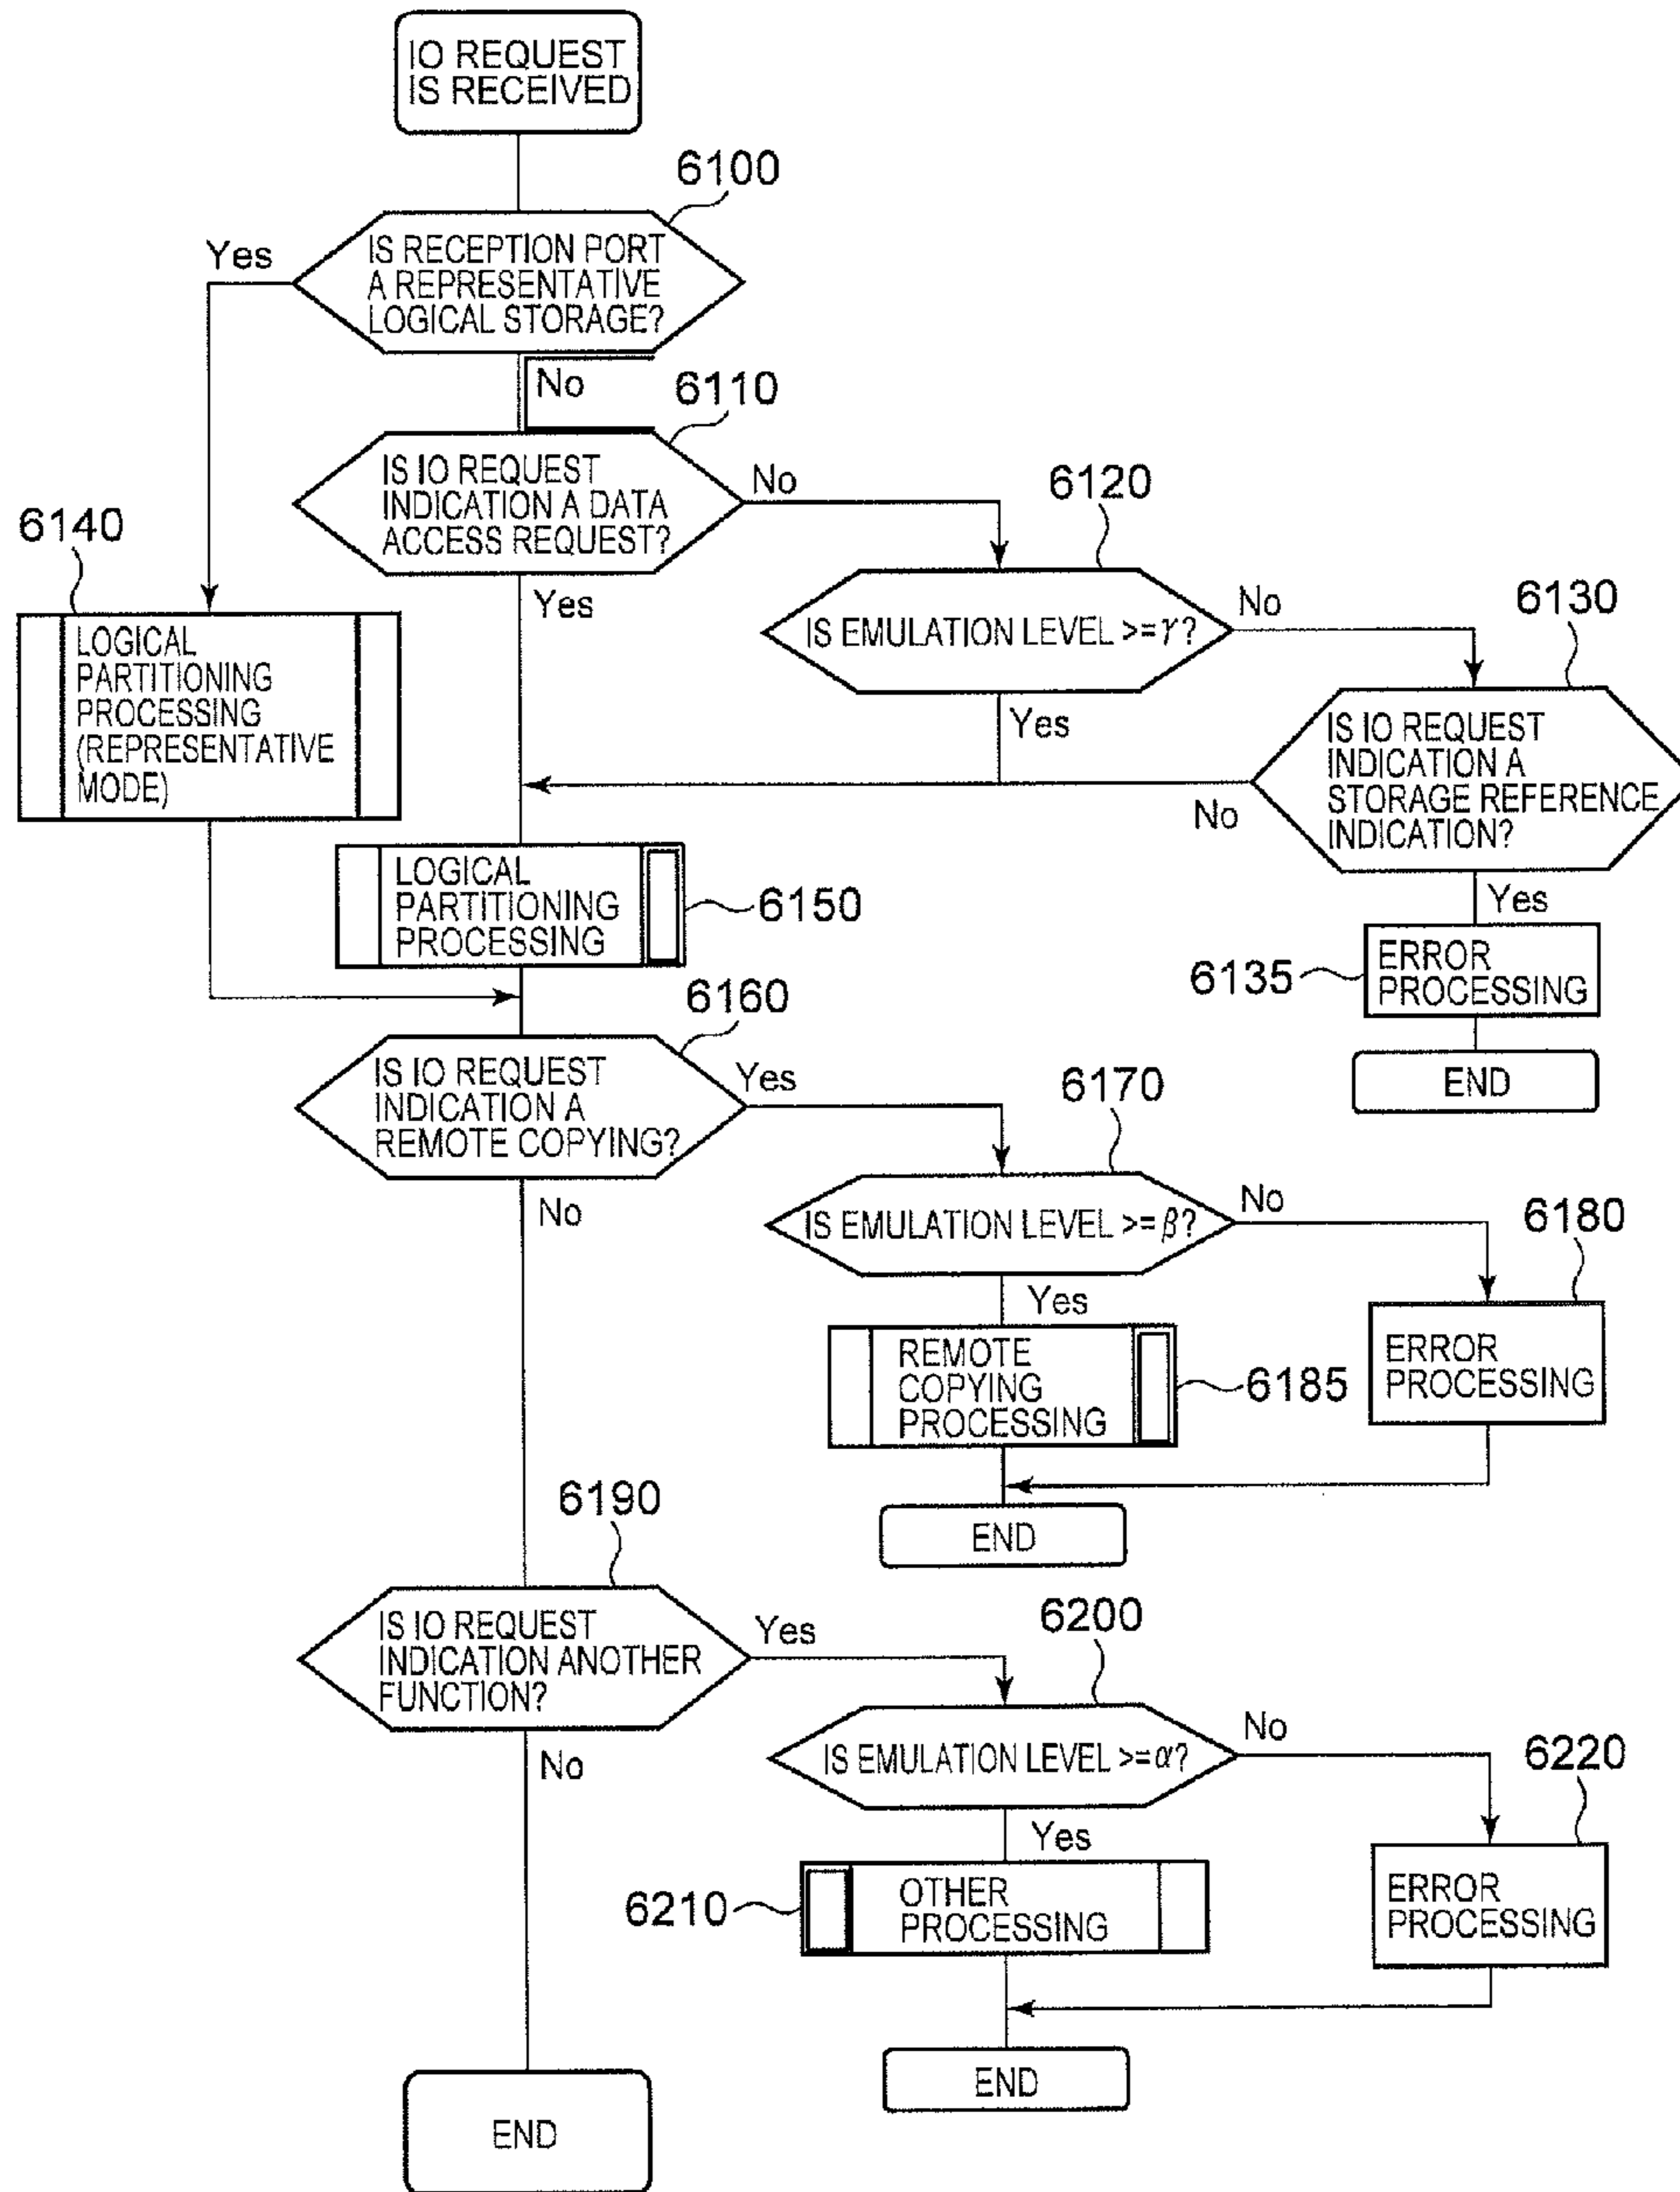 IO REQUEST
IS RECEIVED
6100
IS RECEPTION PORT
A REPRESENTATIVE
LOGICAL STORAGE?
Yes
No
6110
IS IO REQUEST
INDICATION A DATA
ACCESS REQUEST?
No
Yes
6120
IS EMULATION LEVEL >=γ?
No
Yes
6130
IS IO REQUEST
INDICATION A
STORAGE REFERENCE
INDICATION?
No
Yes
6135
ERROR
PROCESSING
END
6140
LOGICAL
PARTITIONING
PROCESSING
(REPRESENTATIVE
MODE)
LOGICAL
PARTITIONING
PROCESSING
6150
6160
IS IO REQUEST
INDICATION A
REMOTE COPYING?
Yes
No
6170
IS EMULATION LEVEL >=β?
No
Yes
6180
ERROR
PROCESSING
REMOTE
COPYING
PROCESSING
6185
END
6190
IS IO REQUEST
INDICATION ANOTHER
FUNCTION?
Yes
No
6200
IS EMULATION LEVEL >=α?
No
Yes
6220
ERROR
PROCESSING
6210
OTHER
PROCESSING
END
END